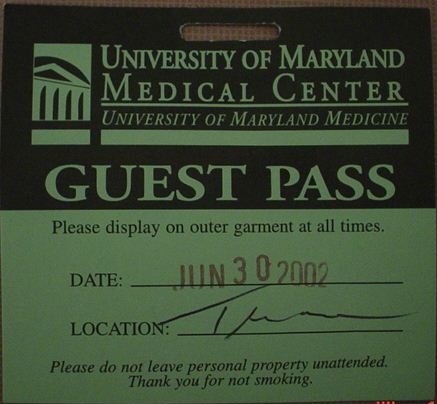 UNIVERSITY OF MARYLAND
MEDICAL CENTER
UNIVERSITY OF MARYLAND MEDICINE
GUEST PASS
Please display on outer garment at all times.
DATE: JUN 30 2002
LOCATION:
Please do not leave personal property unattended.
Thank you for not smoking.